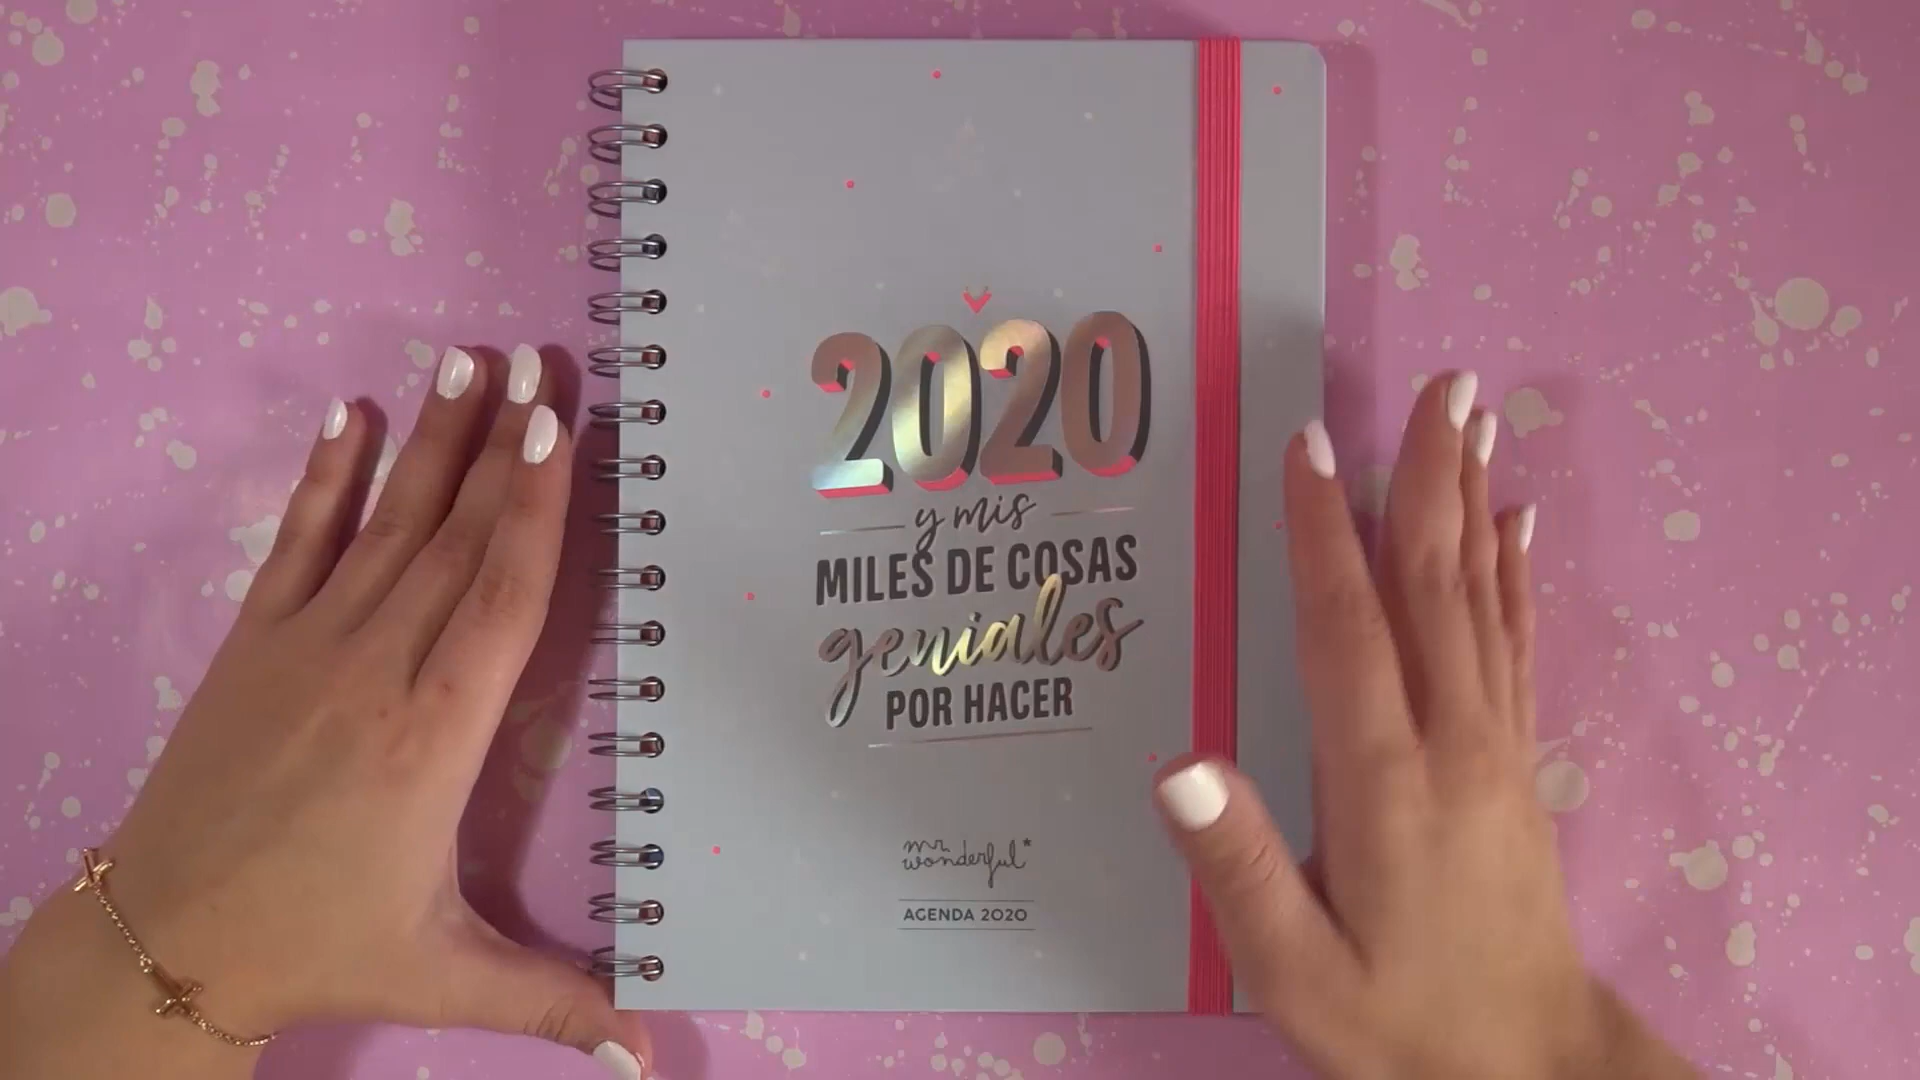 2020
y mis
MILES DE COSAS
geniales
POR HACER
mr.
wonderful*
AGENDA 2020